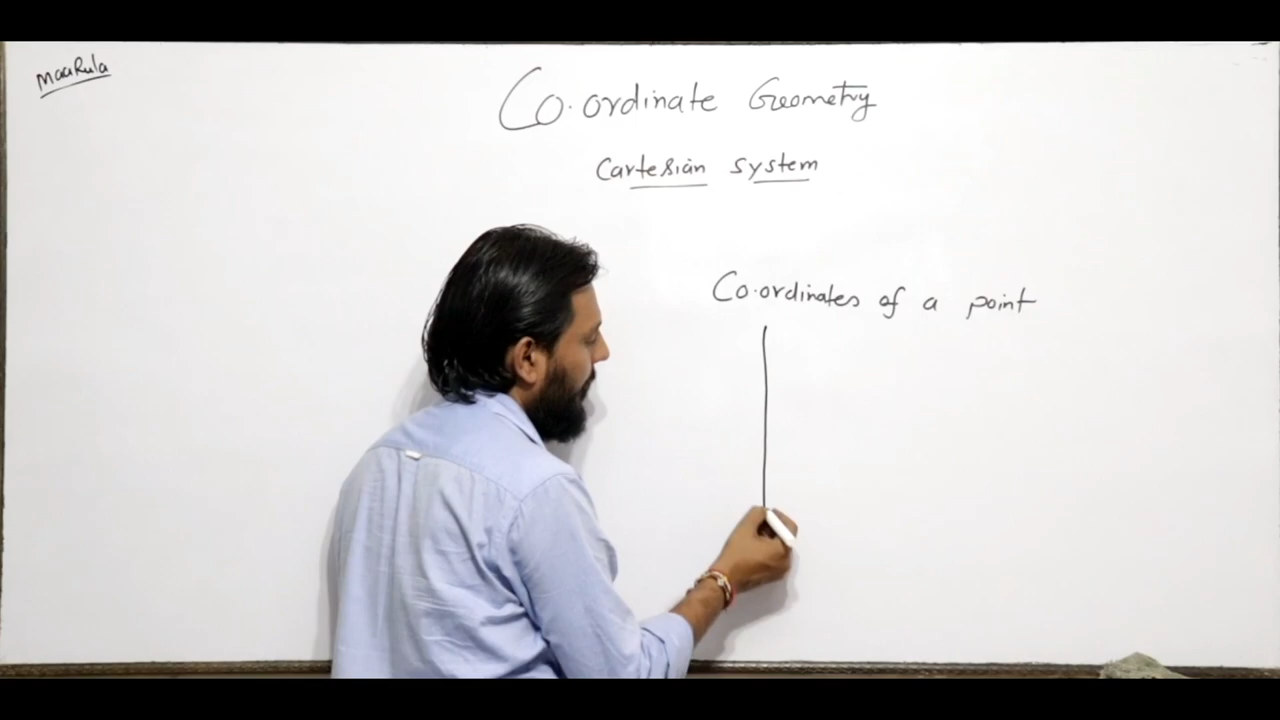 MaaRula
Co.ordinate Geometry
Cartesian system
Co.ordinates of a point